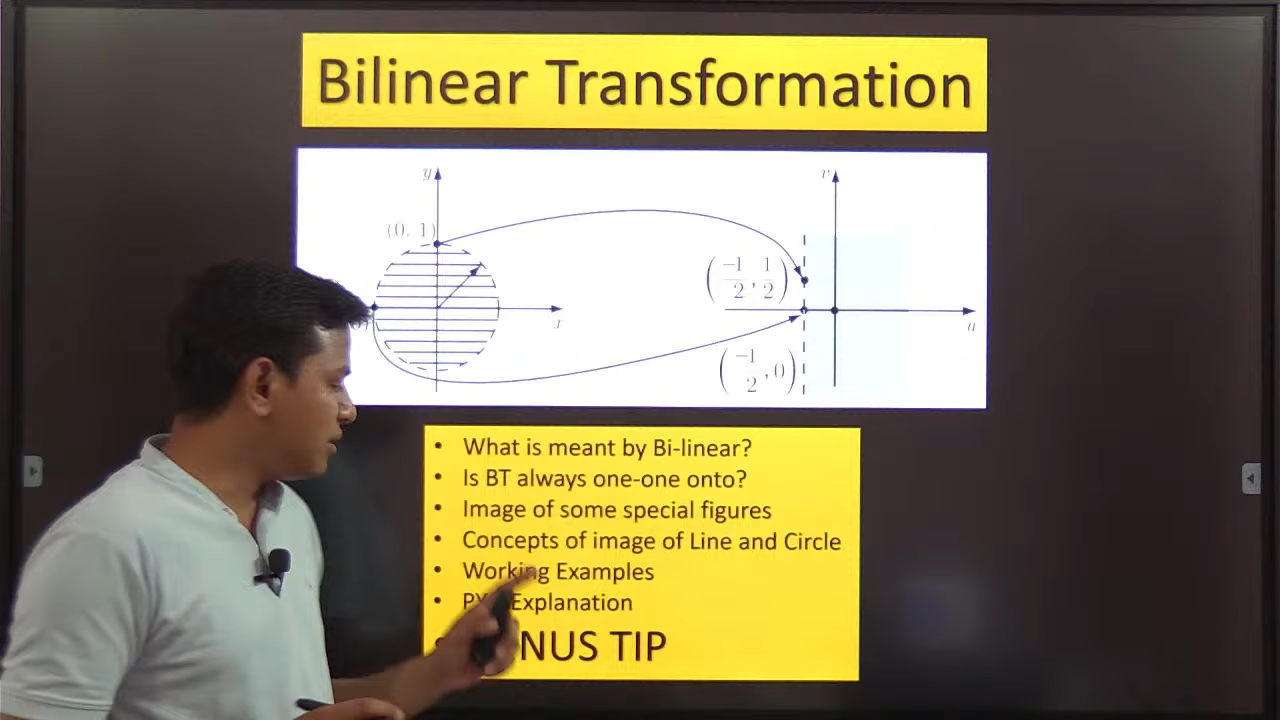 Bilinear Transformation
y
v
(0, 1)
(-1/2, 1/2)
x
u
(-1/2, 0)
• What is meant by Bi-linear?
• Is BT always one-one onto?
• Image of some special figures
• Concepts of image of Line and Circle
• Working Examples
• Explanation
NUS TIP